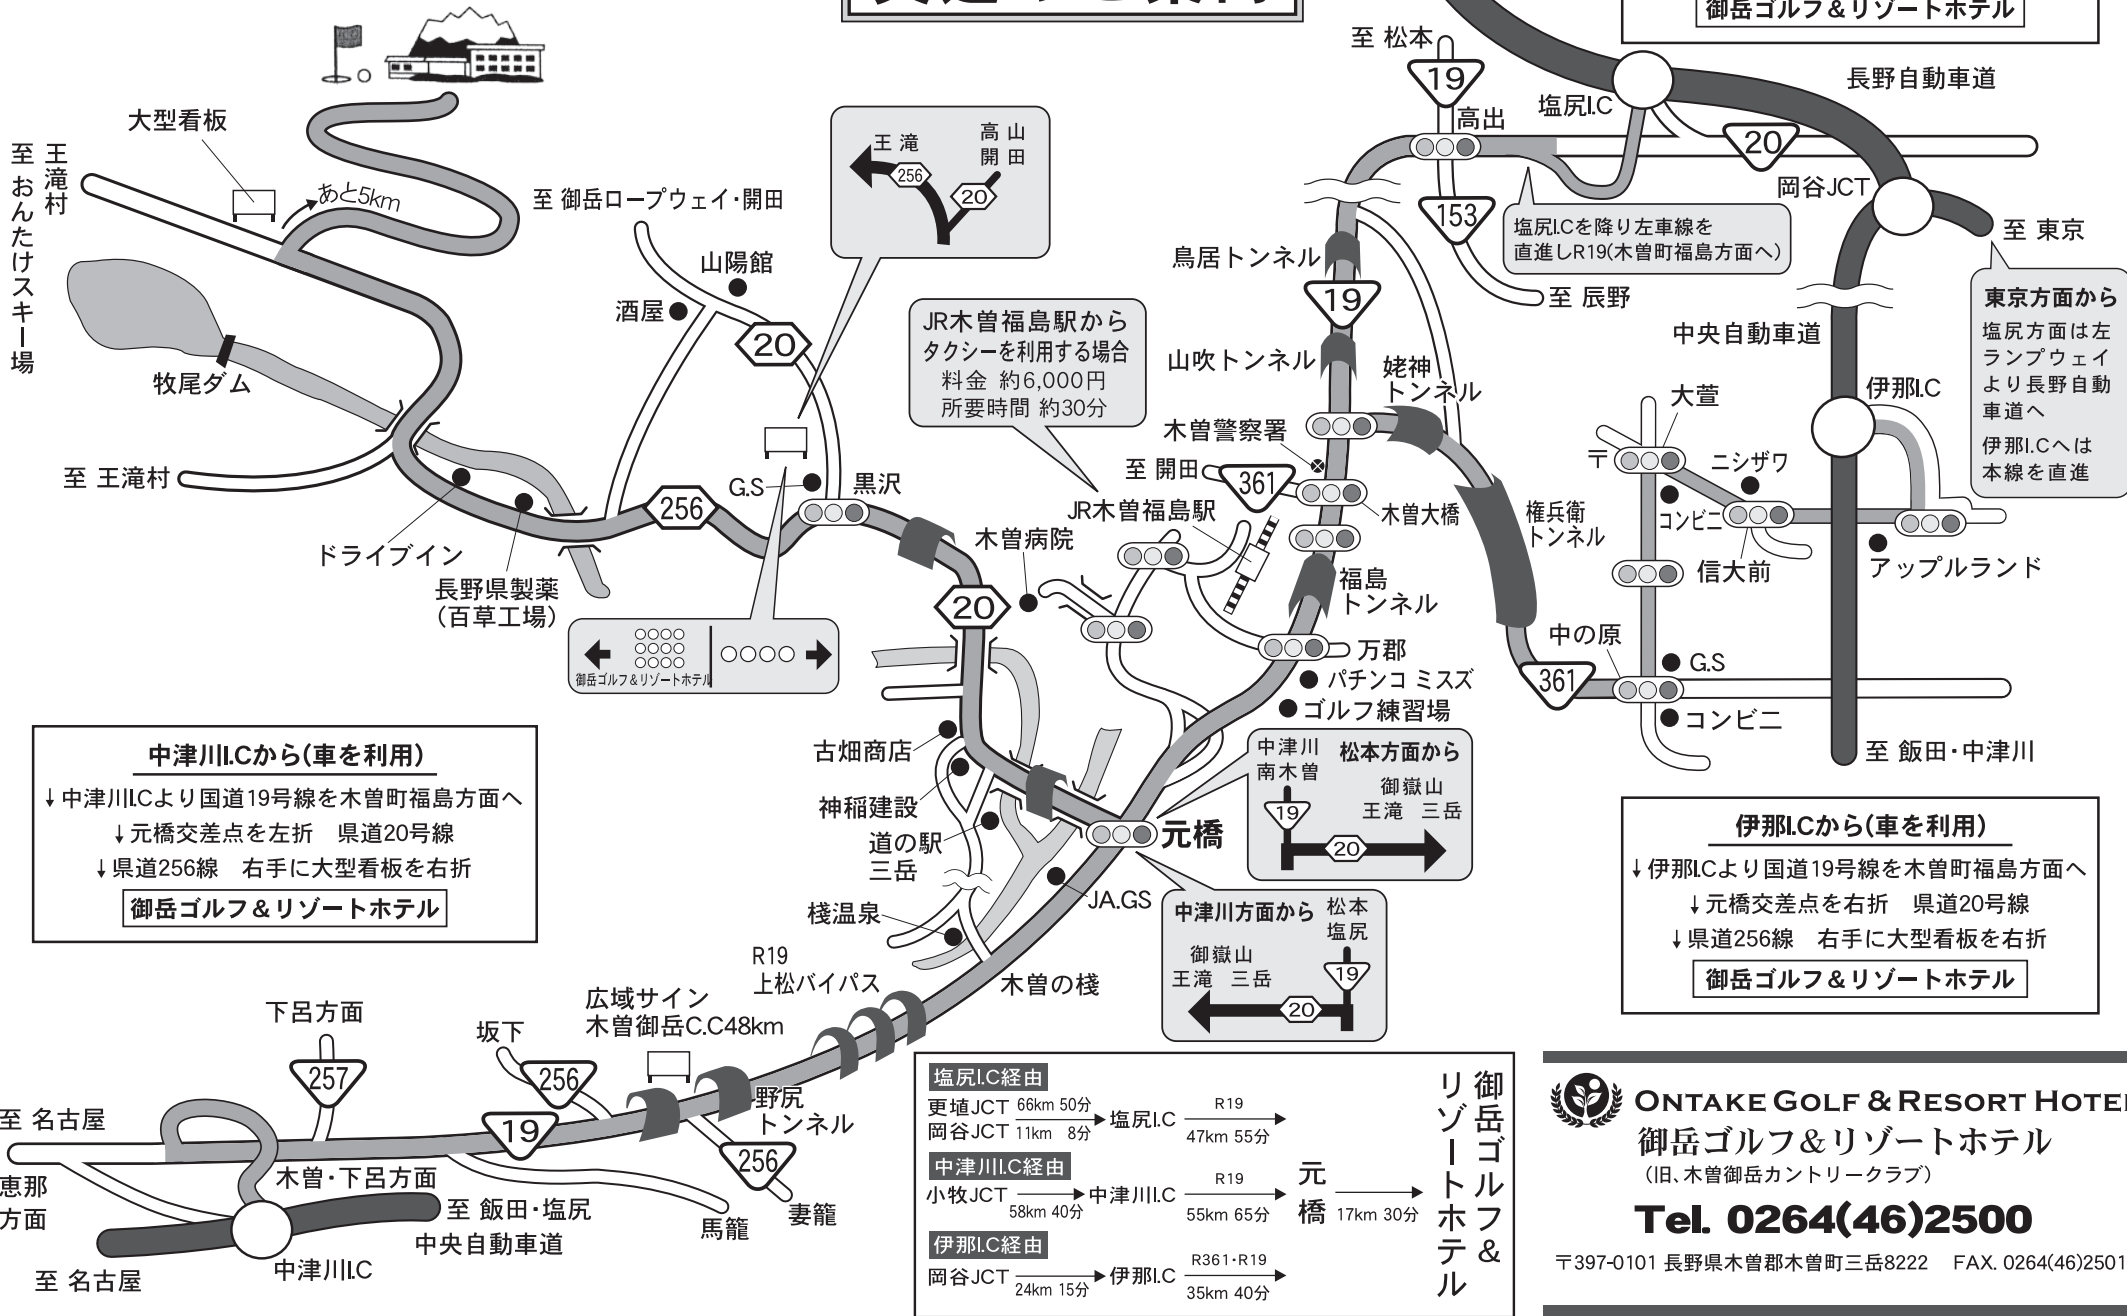 御岳ゴルフ&リゾートホテル
至 松本
19
高出
塩尻I.C
長野自動車道
20
岡谷JCT
至 東京
153
至 辰野
塩尻I.Cを降り左車線を
直進しR19(木曽町福島方面へ)
東京方面から
塩尻方面は左
ランプウェイ
より長野自動
車道へ
伊那I.Cへは
本線を直進
中央自動車道
伊那I.C
大型看板
あと5km
王滝村
至 おんたけスキー場
牧尾ダム
至 王滝村
至 御岳ロープウェイ・開田
山陽館
酒屋
20
王滝
256
高山
開田
20
JR木曽福島駅から
タクシーを利用する場合
料金 約6,000円
所要時間 約30分
鳥居トンネル
19
山吹トンネル
姥神
トンネル
木曽警察署
至 開田
361
木曽大橋
JR木曽福島駅
権兵衛
トンネル
福島
トンネル
大萱
〒
コンビニ
ニシザワ
信大前
アップルランド
中の原
G.S
361
コンビニ
至 飯田・中津川
G.S
黒沢
256
ドライブイン
長野県製薬
(百草工場)
御岳ゴルフ&リゾートホテル
木曽病院
20
万郡
パチンコ ミスズ
ゴルフ練習場
古畑商店
神稲建設
道の駅
三岳
元橋
中津川
南木曽
松本方面から
御嶽山
王滝 三岳
19
20
中津川方面から
松本
塩尻
御嶽山
王滝 三岳
19
20
JA.GS
桟温泉
木曽の棧
R19
上松バイパス
中津川I.Cから(車を利用)
↓中津川I.Cより国道19号線を木曽町福島方面へ
↓元橋交差点を左折 県道20号線
↓県道256線 右手に大型看板を右折
御岳ゴルフ&リゾートホテル
伊那I.Cから(車を利用)
↓伊那I.Cより国道19号線を木曽町福島方面へ
↓元橋交差点を右折 県道20号線
↓県道256線 右手に大型看板を右折
御岳ゴルフ&リゾートホテル
広域サイン
木曽御岳C.C48km
下呂方面
257
坂下
256
19
野尻
トンネル
256
妻籠
馬籠
至 名古屋
恵那
方面
木曽・下呂方面
至 飯田・塩尻
中央自動車道
中津川I.C
至 名古屋
塩尻I.C経由
更埴JCT 66km 50分
岡谷JCT 11km 8分
塩尻I.C
R19
47km 55分
中津川I.C経由
小牧JCT 58km 40分 中津川I.C R19 55km 65分
伊那I.C経由
岡谷JCT 24km 15分 伊那I.C R361・R19 35km 40分
元橋
17km 30分
御岳ゴルフ&
リゾートホテル
ONTAKE GOLF & RESORT HOTE
御岳ゴルフ&リゾートホテル
(旧、木曽御岳カントリークラブ)
Tel. 0264(46)2500
〒397-0101 長野県木曽郡木曽町三岳8222 FAX. 0264(46)2501